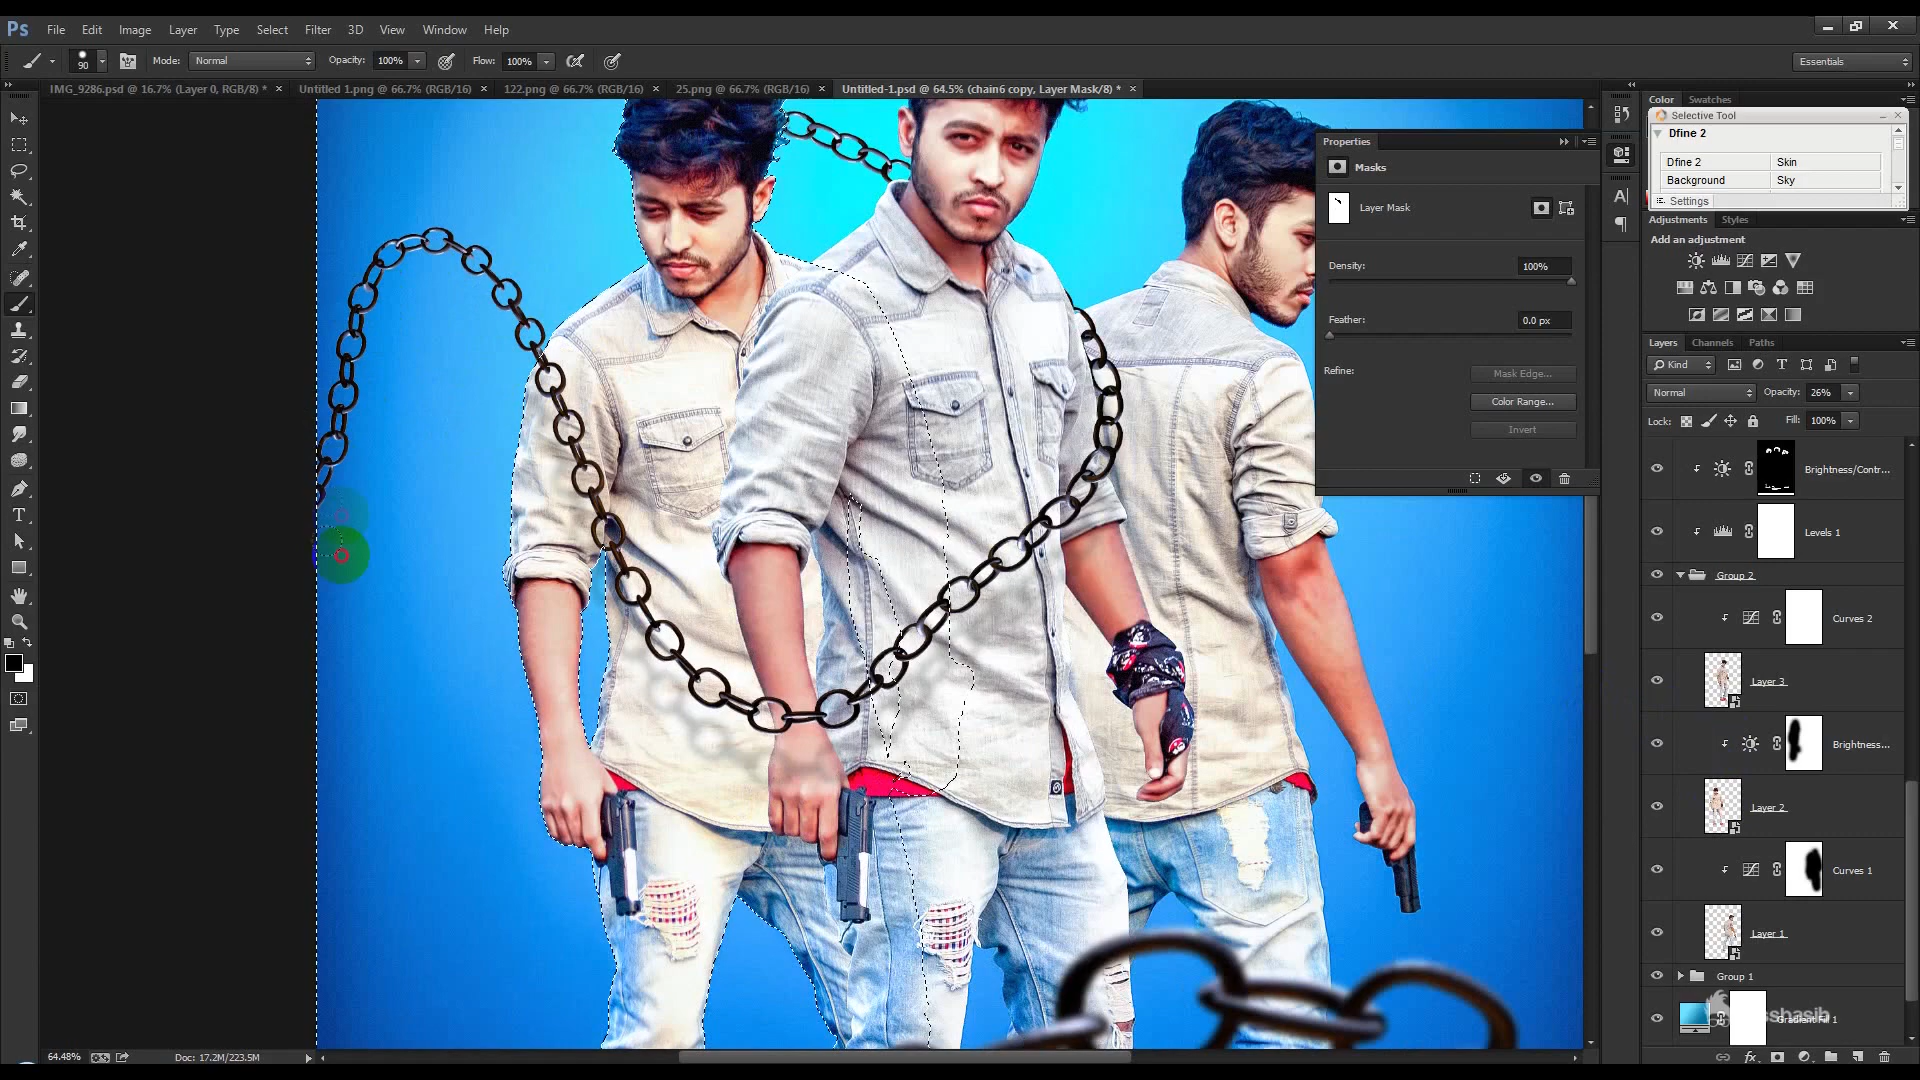 Ps File Edit Image Layer Type Select Filter 3D View Window Help
90 Mode: Normal Opacity: 100% Flow: 100% Essentials
IMG_9286.psd @ 16.7% (Layer 0, RGB/8) * × Untitled 1.png @ 66.7% (RGB/16) × 122.png @ 66.7% (RGB/16) × 25.png @ 66.7% (RGB/16) × Untitled-1.psd @ 64.5% (chain6 copy, Layer Mask/8) * ×
Color Swatches
Selective Tool
Dfine 2
Dfine 2 Skin
Background Sky
Settings
Properties
Masks
Layer Mask
Density: 100%
Feather: 0.0 px
Refine: Mask Edge...
Color Range...
Invert
Adjustments Styles
Add an adjustment
Layers Channels Paths
Kind
Normal Opacity: 26%
Lock: Fill: 100%
Brightness/Contr...
Levels 1
Group 2
Curves 2
Layer 3
Brightness...
Layer 2
Curves 1
Layer 1
Group 1
Gradient Fill 1
64.48% Doc: 17.2M/223.5M